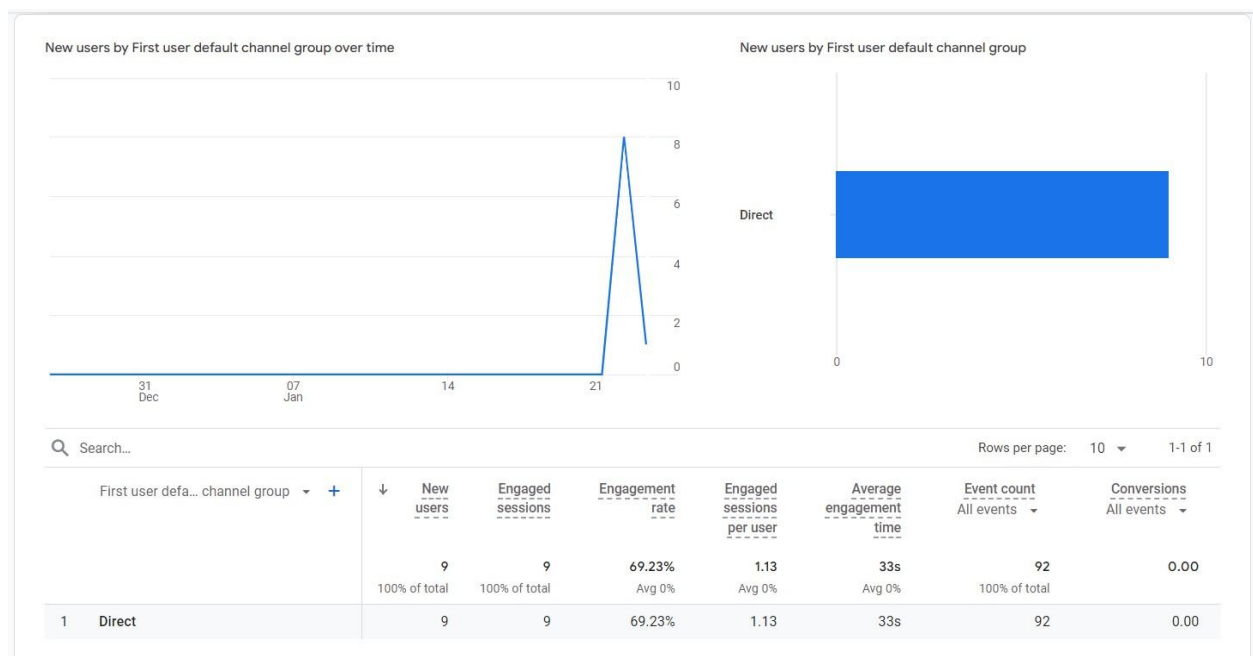 New users by First user default channel group over time
10
8
6
4
2
0
31
Dec
07
Jan
14
21
New users by First user default channel group
Direct
0
10
Search...
Rows per page: 10 1-1 of 1
First user defa... channel group +
New
users
Engaged
sessions
Engagement
rate
Engaged
sessions
per user
Average
engagement
time
Event count
All events
Conversions
All events
9 9 69.23% 1.13 33s 92 0.00
100% of total 100% of total Avg 0% Avg 0% Avg 0% 100% of total
1 Direct 9 9 69.23% 1.13 33s 92 0.00